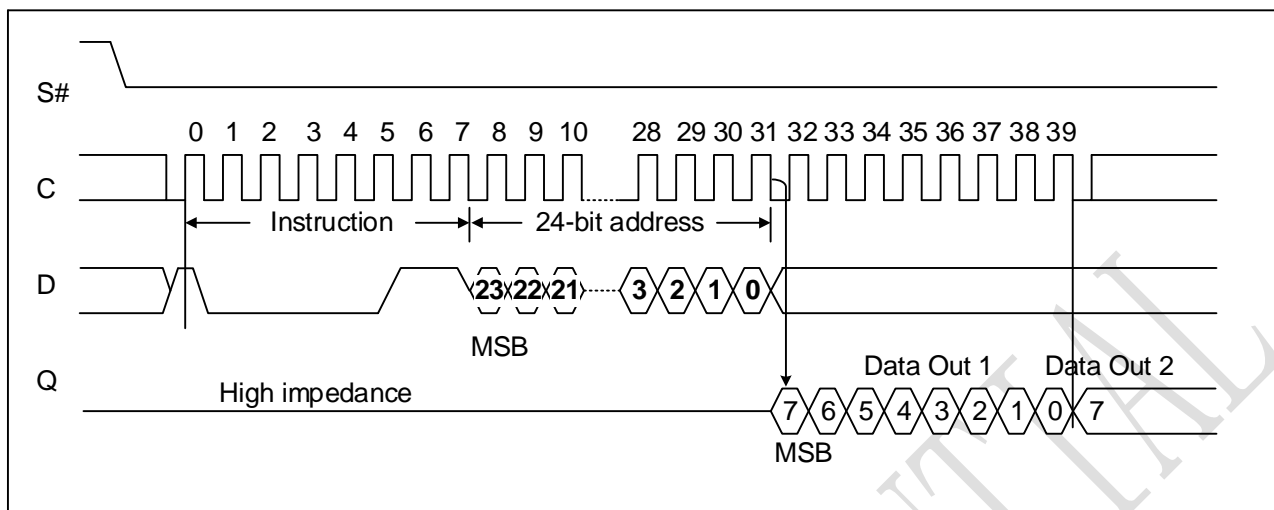 S#
0 1 2 3 4 5 6 7 8 9 10 28 29 30 31 32 33 34 35 36 37 38 39
C
Instruction 24-bit address
D
23 22 21 3 2 1 0
MSB
Data Out 1 Data Out 2
Q
High impedance
7 6 5 4 3 2 1 0 7
MSB